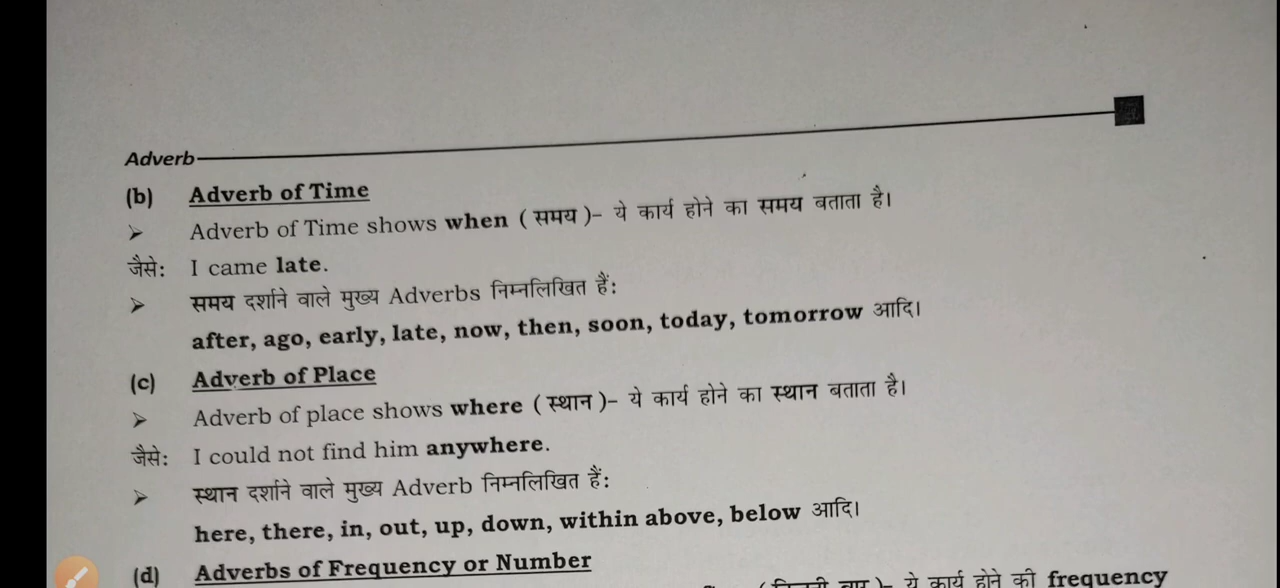 Adverb
(b) Adverb of Time
➢ Adverb of Time shows when (समय)- ये कार्य होने का समय बताता है।
जैसे: I came late.
➢ समय दर्शाने वाले मुख्य Adverbs निम्नलिखित हैं:
after, ago, early, late, now, then, soon, today, tomorrow आदि।
(c) Adverb of Place
➢ Adverb of place shows where (स्थान)- ये कार्य होने का स्थान बताता है।
जैसे: I could not find him anywhere.
➢ स्थान दर्शाने वाले मुख्य Adverb निम्नलिखित हैं:
here, there, in, out, up, down, within above, below आदि।
(d) Adverbs of Frequency or Number
ये कार्य होने की frequency